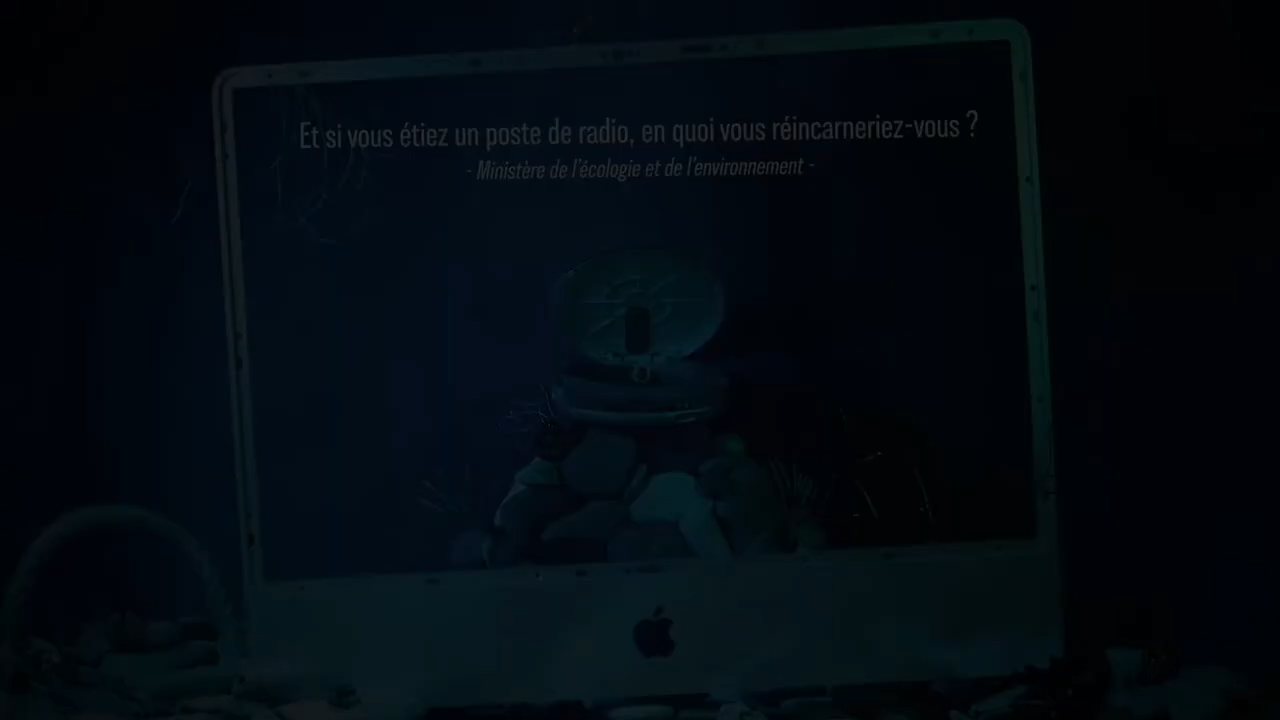 Et si vous étiez un poste de radio, en quoi vous réincarneriez-vous ?
- Ministère de l'écologie et de l'environnement -